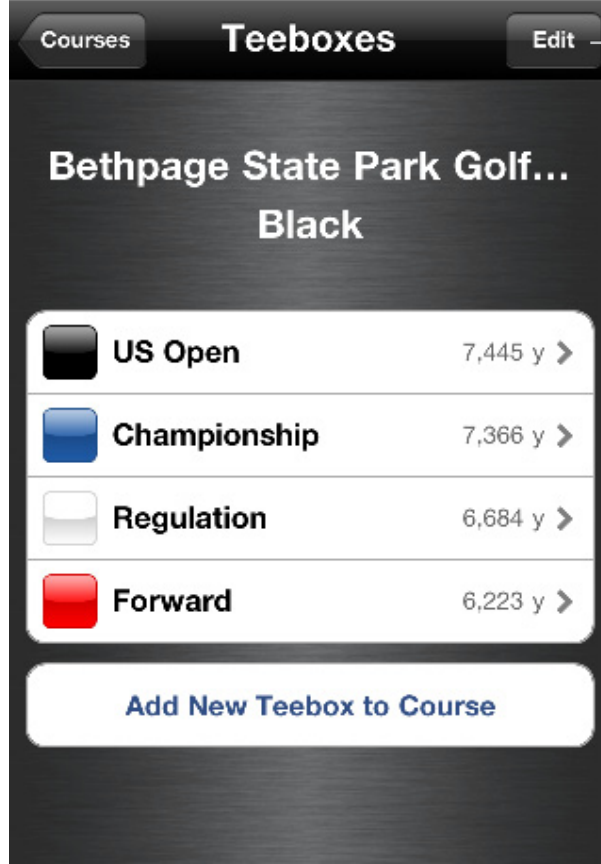 Courses Teeboxes Edit
Bethpage State Park Golf...
Black
US Open 7,445 y
Championship 7,366 y
Regulation 6,684 y
Forward 6,223 y
Add New Teebox to Course